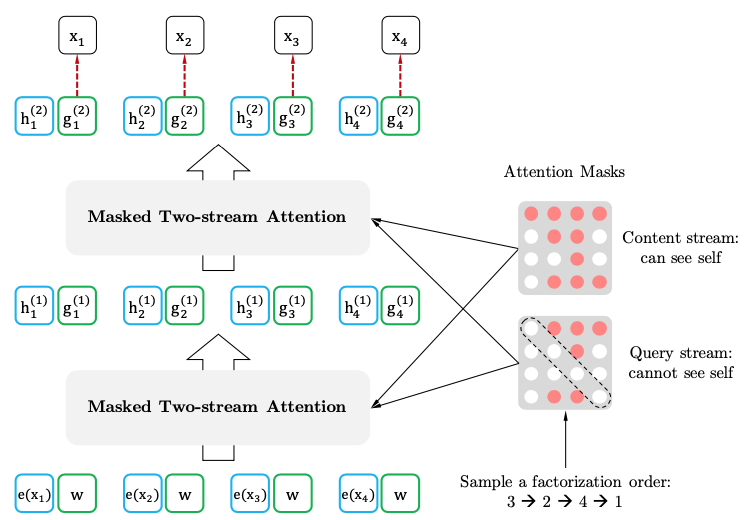 x₁ x₂ x₃ x₄
h₁⁽²⁾ g₁⁽²⁾ h₂⁽²⁾ g₂⁽²⁾ h₃⁽²⁾ g₃⁽²⁾ h₄⁽²⁾ g₄⁽²⁾
Attention Masks
Masked Two-stream Attention
Content stream:
can see self
h₁⁽¹⁾ g₁⁽¹⁾ h₂⁽¹⁾ g₂⁽¹⁾ h₃⁽¹⁾ g₃⁽¹⁾ h₄⁽¹⁾ g₄⁽¹⁾
Query stream:
cannot see self
Masked Two-stream Attention
e(x₁) w e(x₂) w e(x₃) w e(x₄) w
Sample a factorization order:
3 → 2 → 4 → 1